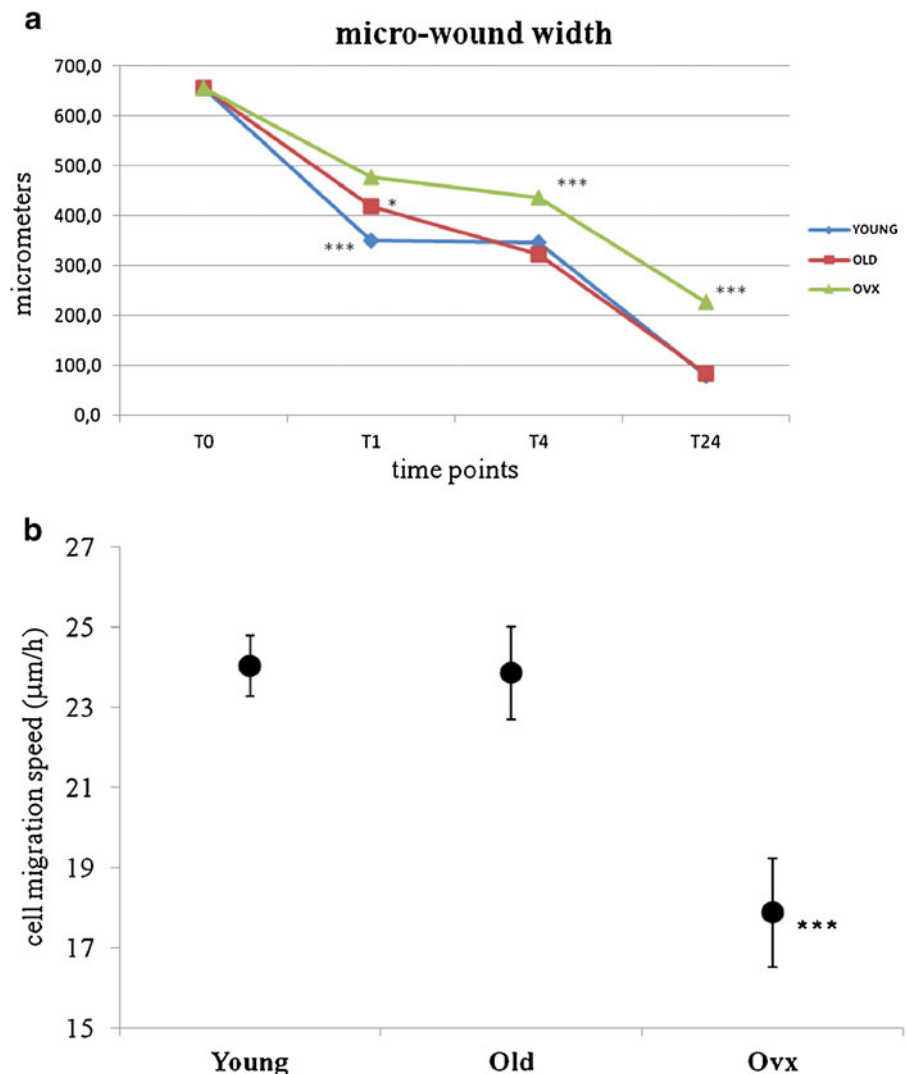 a
micro-wound width
700,0
600,0
500,0
400,0
300,0
200,0
100,0
0,0
micrometers
***
*
***
***
T0 T1 T4 T24
time points
YOUNG
OLD
OVX
b
27
25
23
21
19
17
15
cell migration speed (µm/h)
***
Young Old Ovx